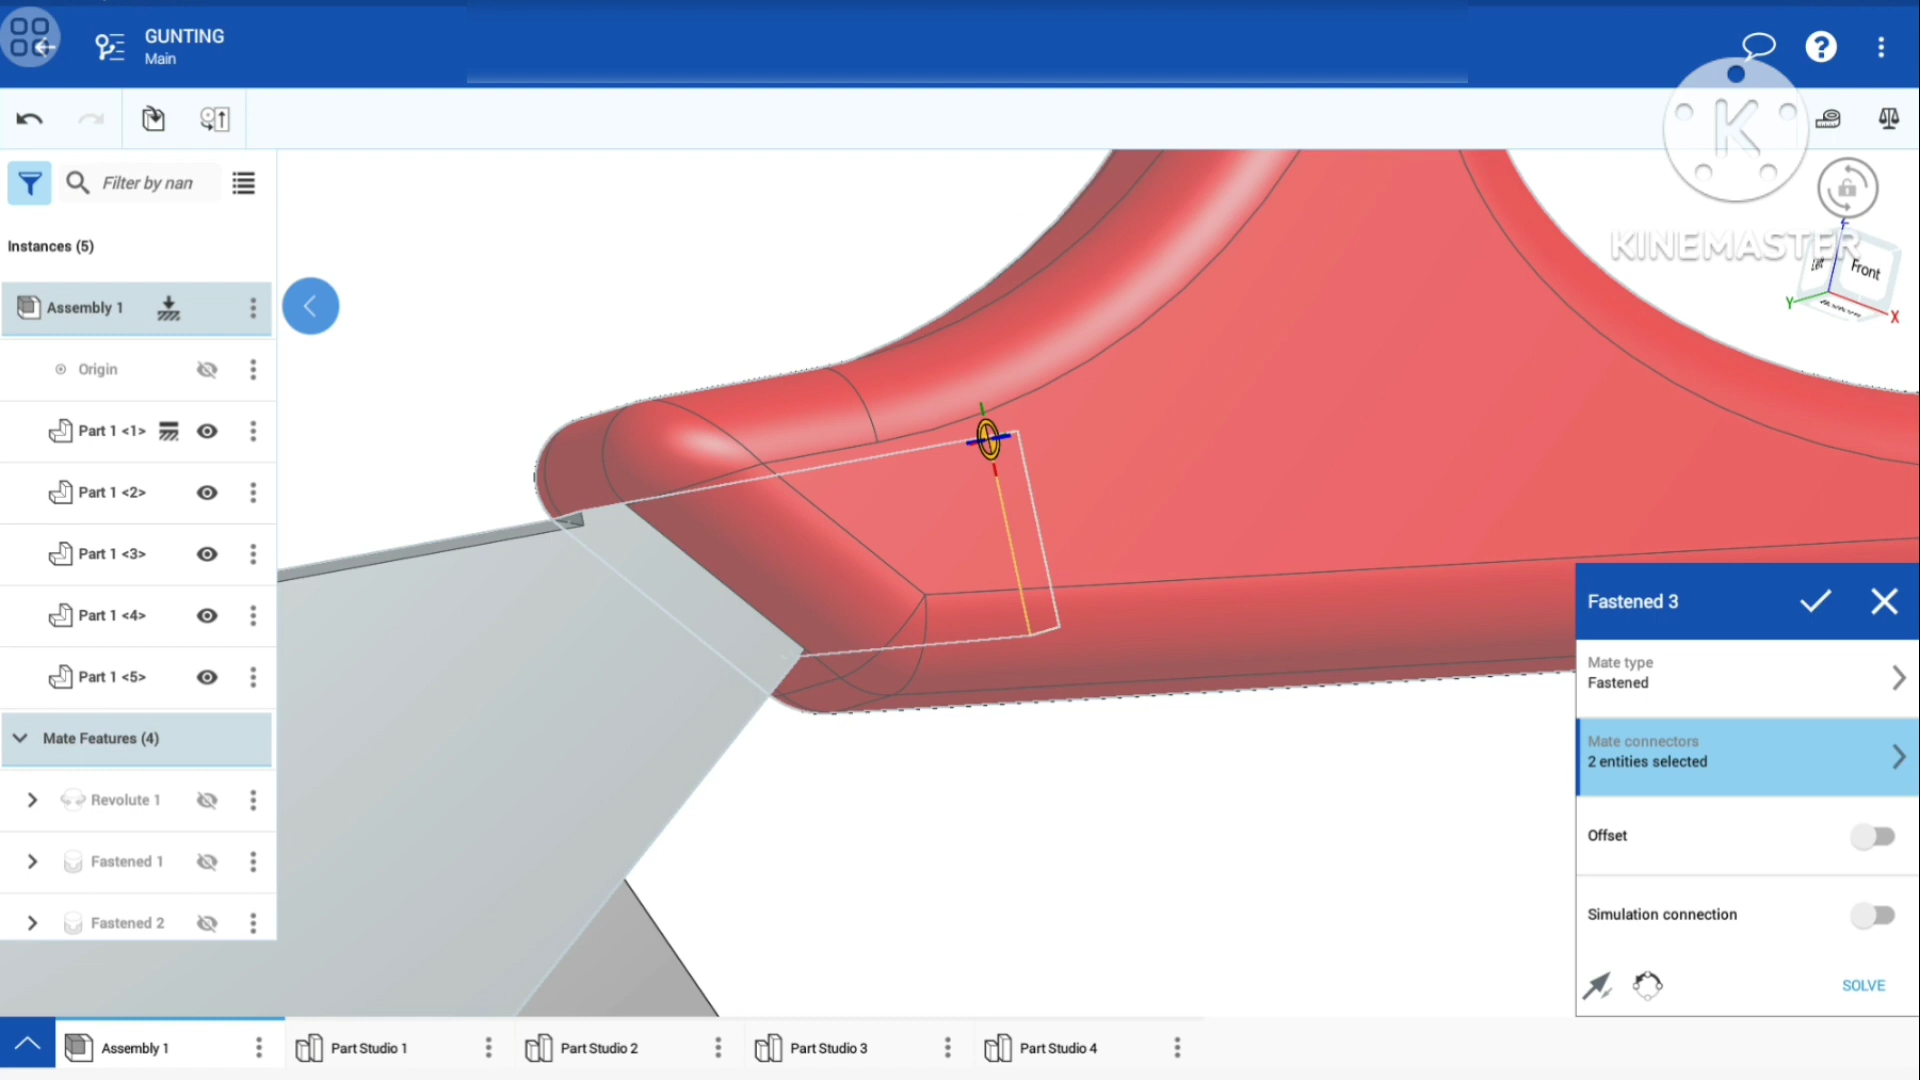 GUNTING
Main
Filter by nan
Instances (5)
Assembly 1
Origin
Part 1 <1>
Part 1 <2>
Part 1 <3>
Part 1 <4>
Part 1 <5>
Mate Features (4)
Revolute 1
Fastened 1
Fastened 2
K
KINEMASTER
Front
Left
Y
X
Fastened 3
Mate type
Fastened
Mate connectors
2 entities selected
Offset
Simulation connection
SOLVE
Assembly 1
Part Studio 1
Part Studio 2
Part Studio 3
Part Studio 4